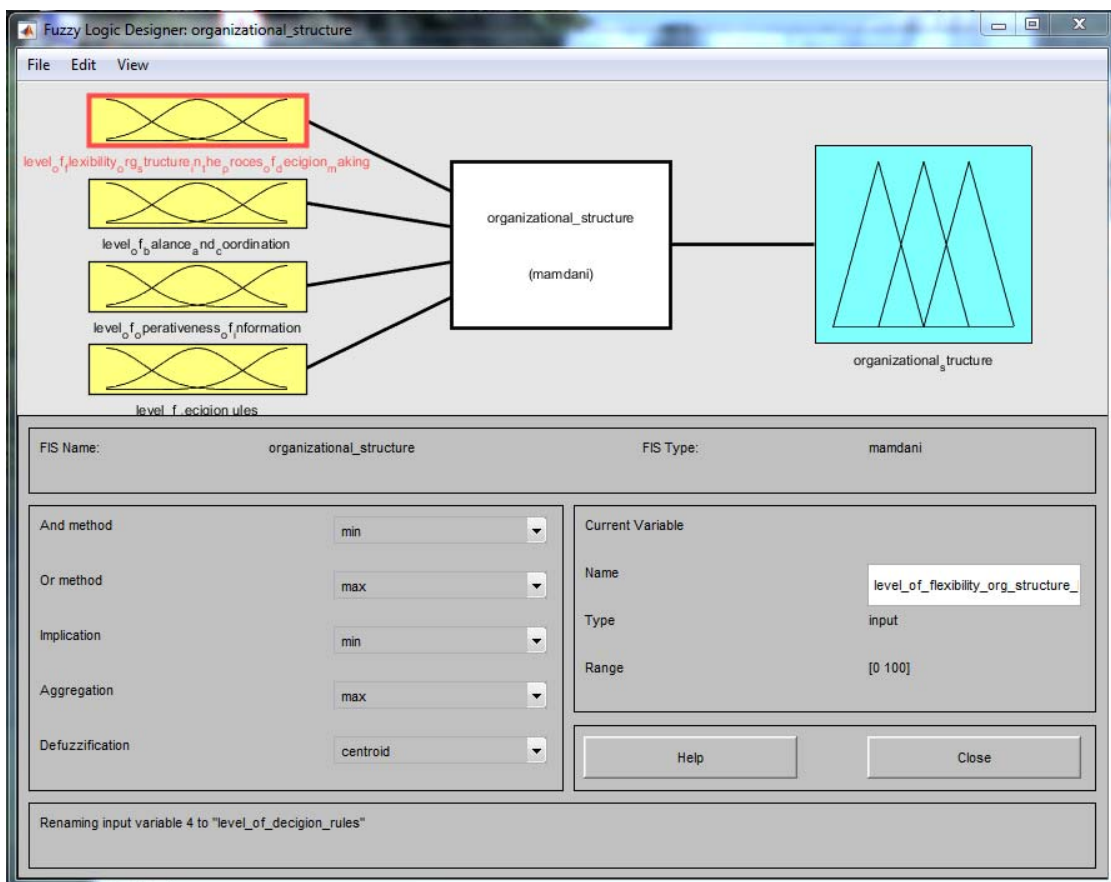 Fuzzy Logic Designer: organizational_structure
File Edit View
level_of_flexibility_org_structure_in_the_proces_of_decigion_making
level_of_balance_and_coordination
level_of_operativeness_of_information
level_of_decigion_rules
organizational_structure
(mamdani)
organizational_structure
FIS Name: organizational_structure FIS Type: mamdani
And method min
Or method max
Implication min
Aggregation max
Defuzzification centroid
Current Variable
Name level_of_flexibility_org_structure_
Type input
Range [0 100]
Help Close
Renaming input variable 4 to "level_of_decigion_rules"